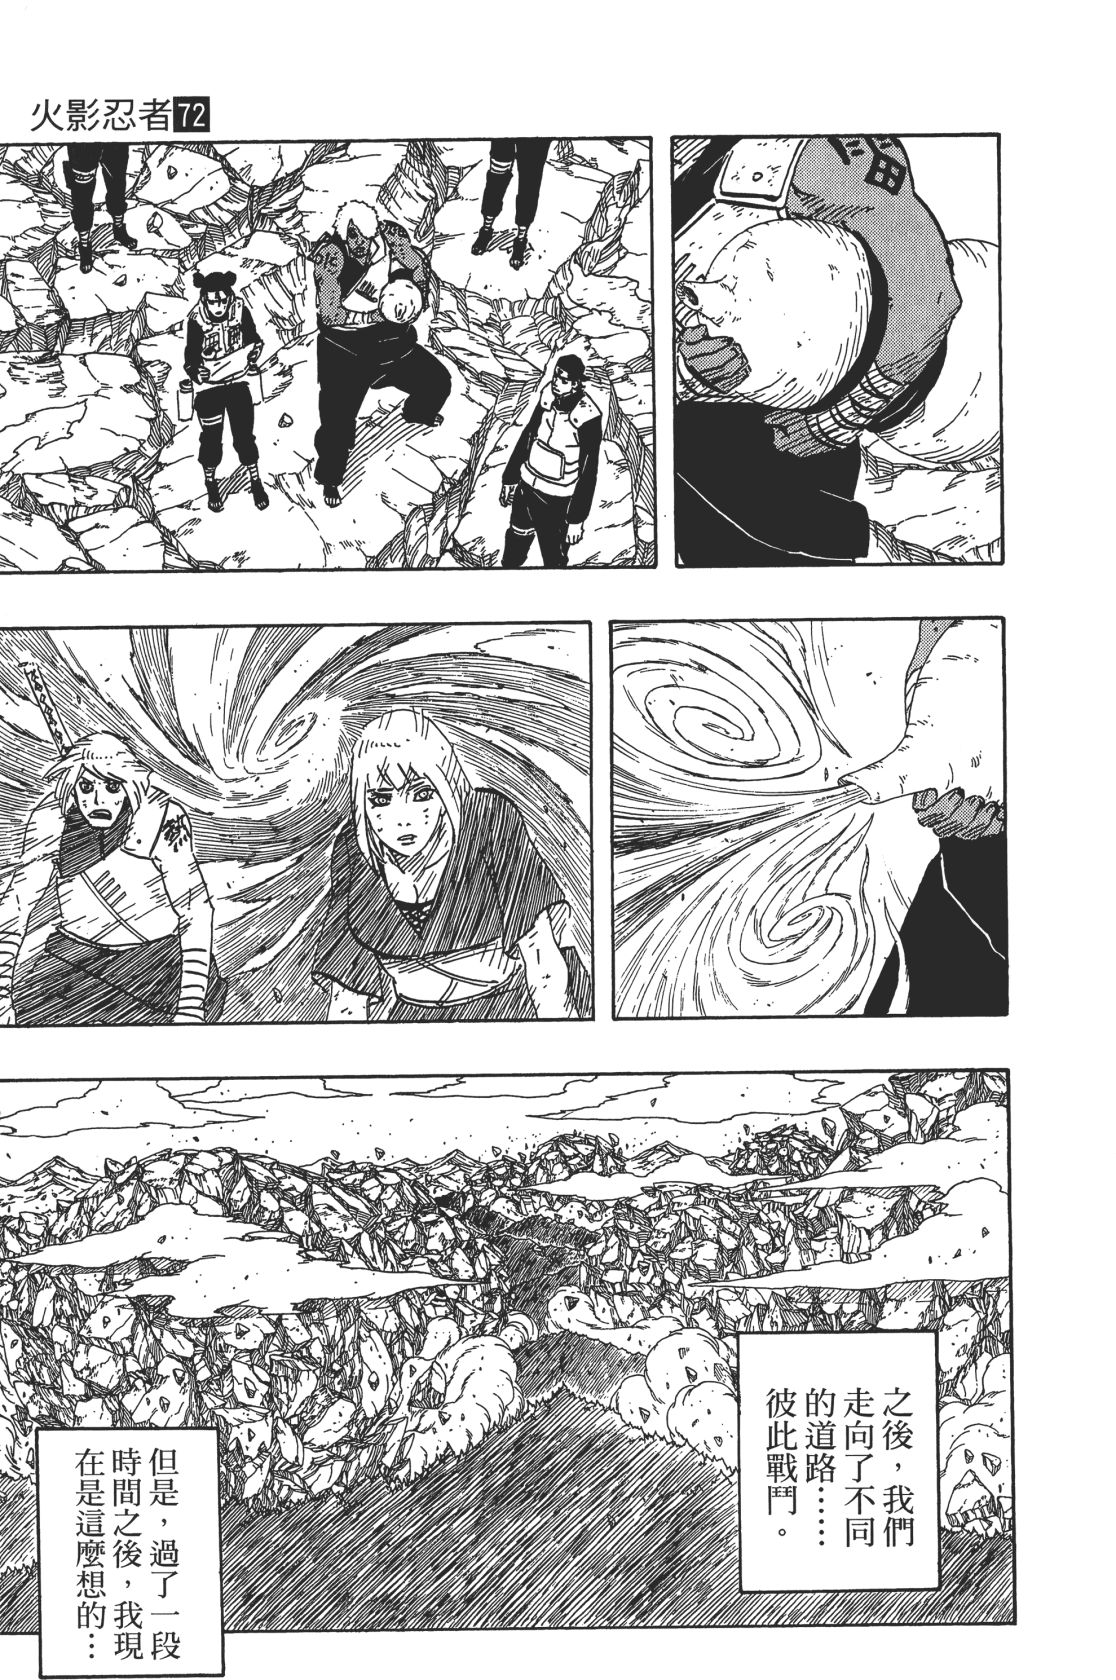 火影忍者72
之後，我們
走向了不同
的道路……
彼此戰鬥。
但是，過了一段
時間之後，我現
在是這麼想的…